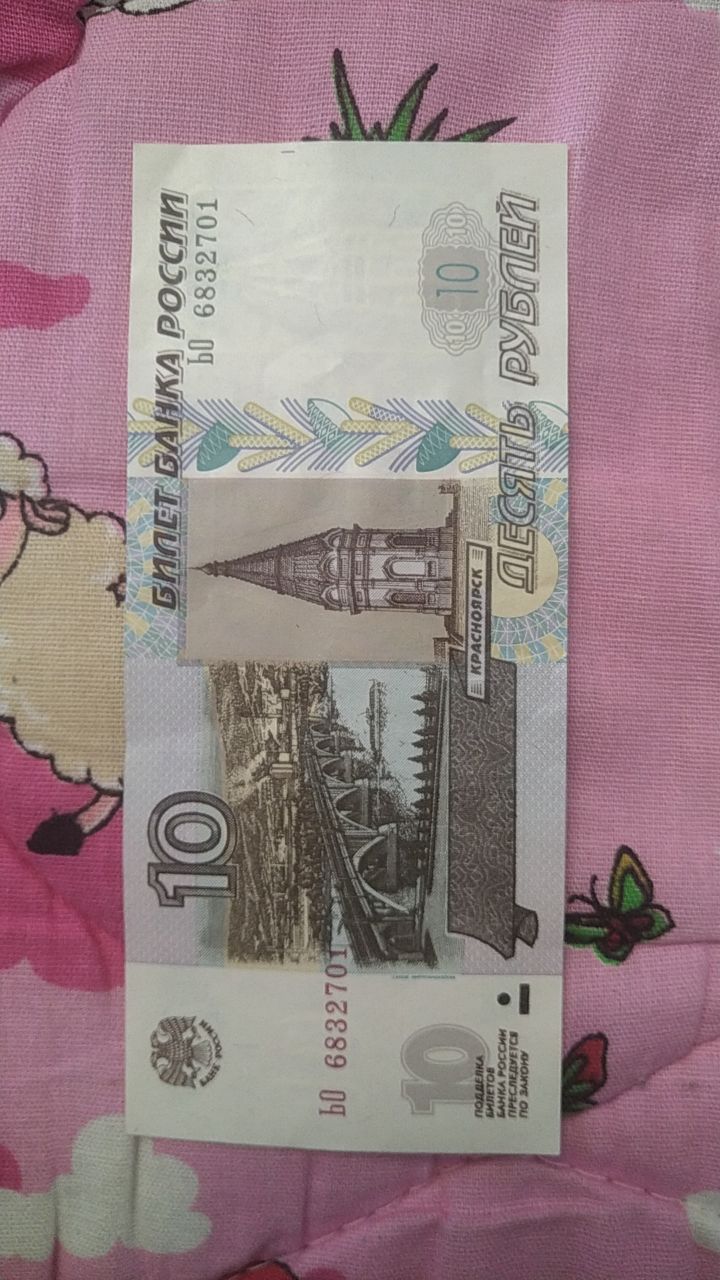 БАНК РОССИИ
10
БИЛЕТ БАНКА РОССИИ
ЬО 6832701
ЬО 6832701
10
ПОДДЕЛКА
БИЛЕТОВ
БАНКА РОССИИ
ПРЕСЛЕДУЕТСЯ
ПО ЗАКОНУ
КРАСНОЯРСК
10 10 10
ДЕСЯТЬ РУБЛЕЙ